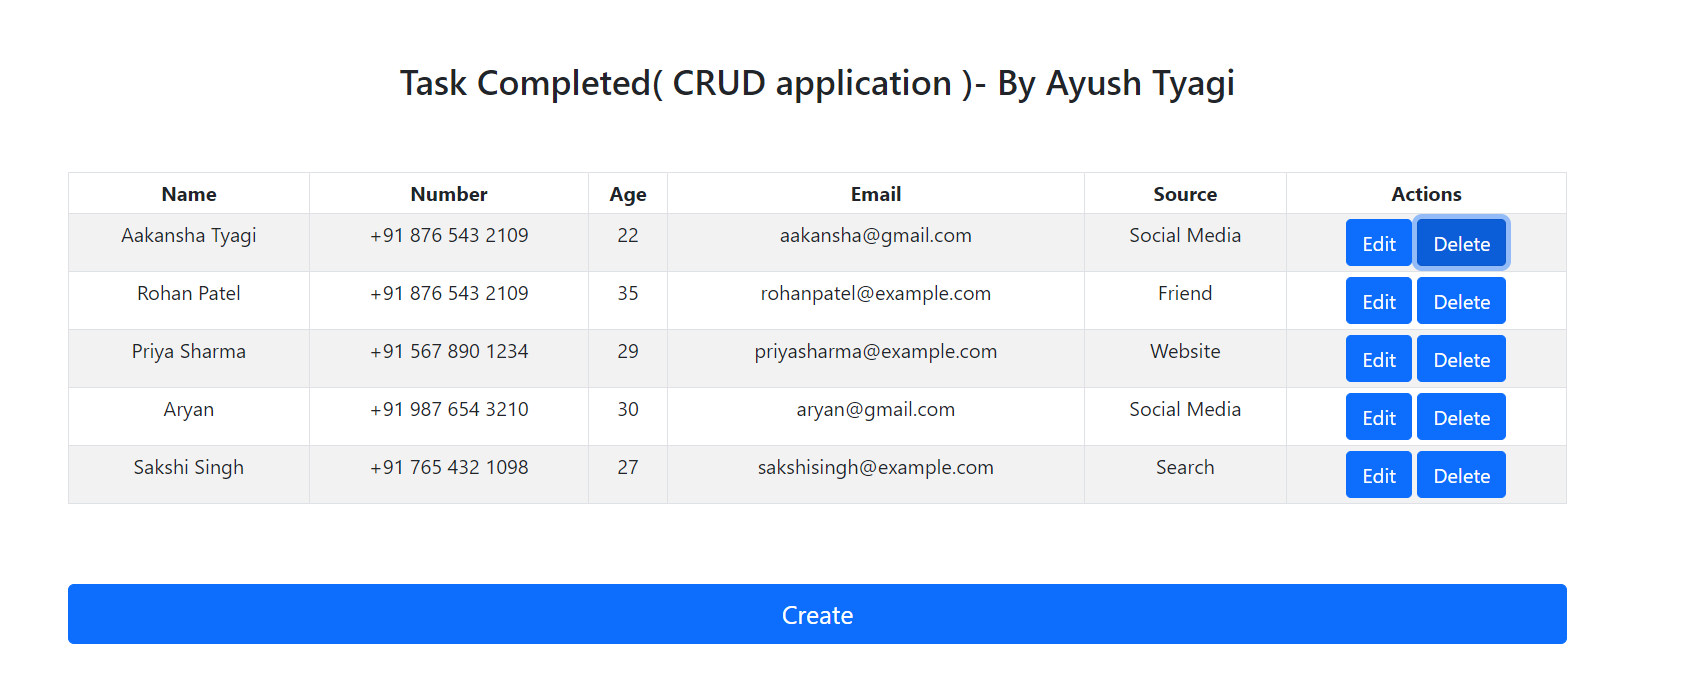 Task Completed( CRUD application )- By Ayush Tyagi
Name Number Age Email Source Actions
Aakansha Tyagi +91 876 543 2109 22 aakansha@gmail.com Social Media Edit Delete
Rohan Patel +91 876 543 2109 35 rohanpatel@example.com Friend Edit Delete
Priya Sharma +91 567 890 1234 29 priyasharma@example.com Website Edit Delete
Aryan +91 987 654 3210 30 aryan@gmail.com Social Media Edit Delete
Sakshi Singh +91 765 432 1098 27 sakshisingh@example.com Search Edit Delete
Create